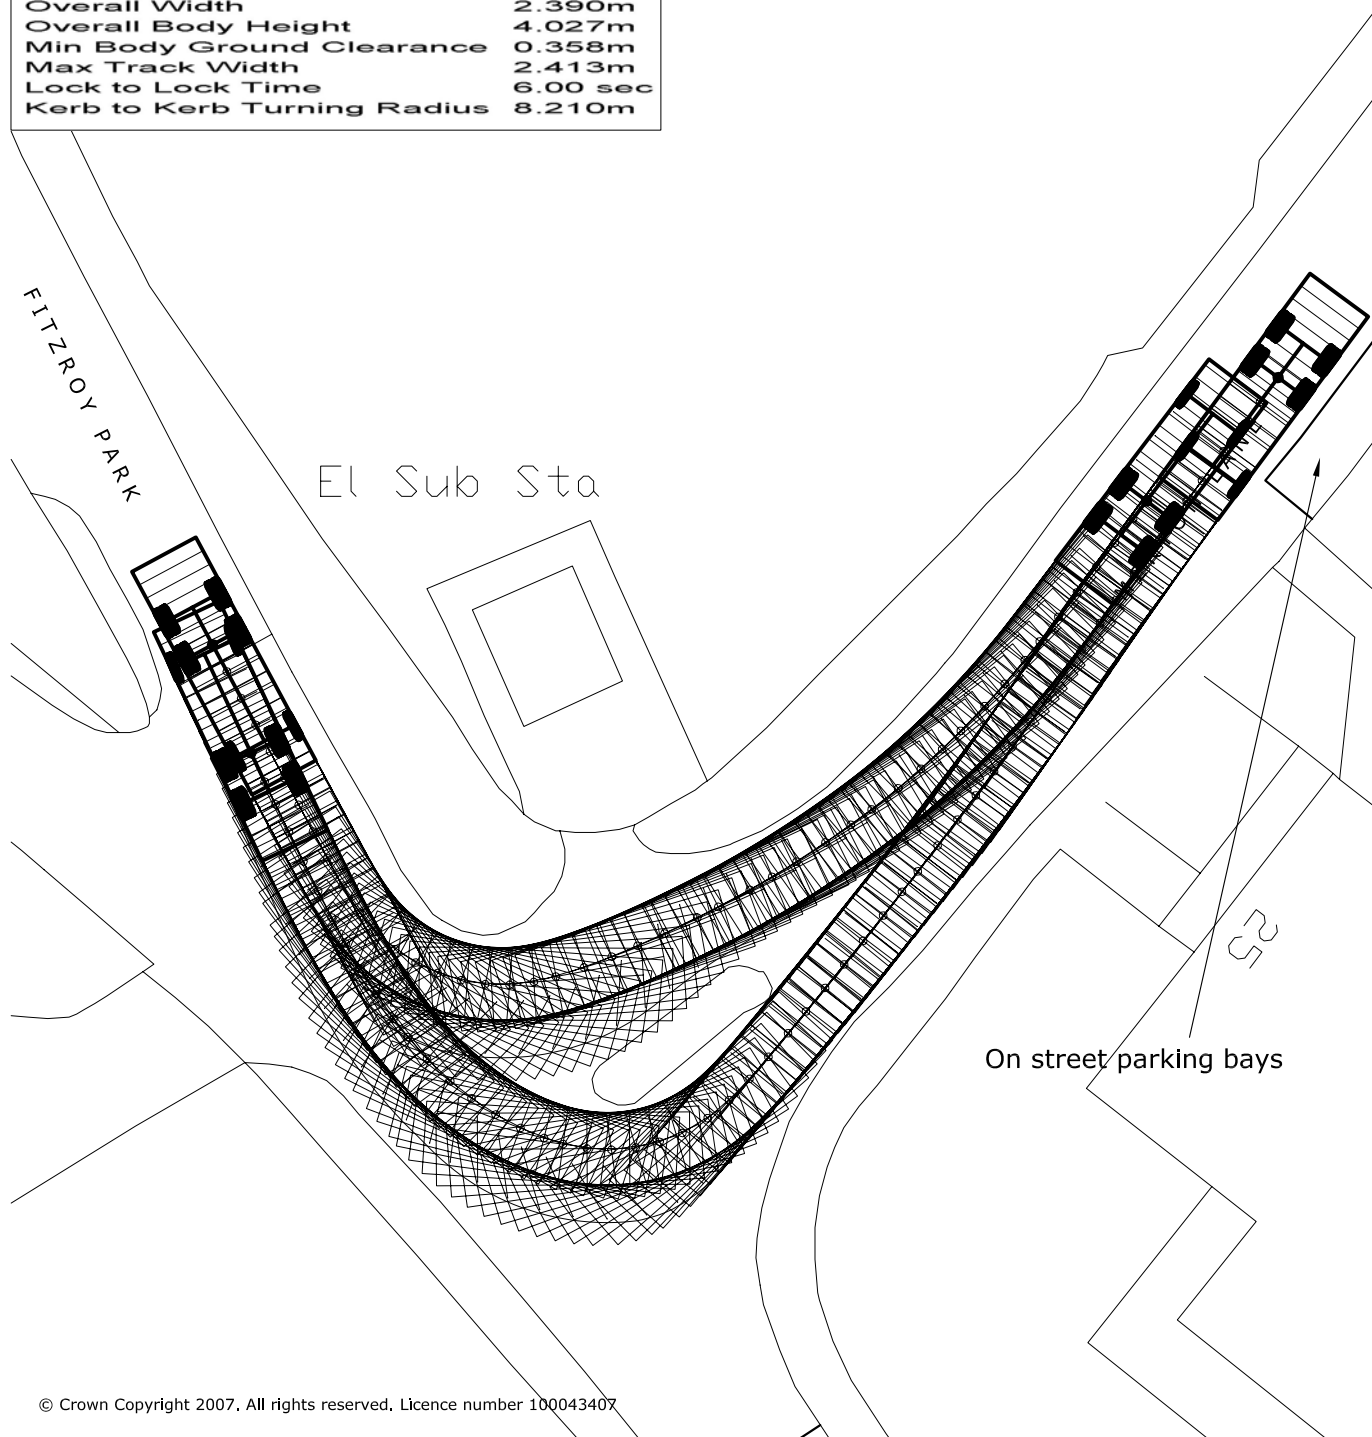 Overall Width 2.390m
Overall Body Height 4.027m
Min Body Ground Clearance 0.358m
Max Track Width 2.413m
Lock to Lock Time 6.00 sec
Kerb to Kerb Turning Radius 8.210m
FITZROY PARK
El Sub Sta
25
On street parking bays
© Crown Copyright 2007. All rights reserved. Licence number 100043407